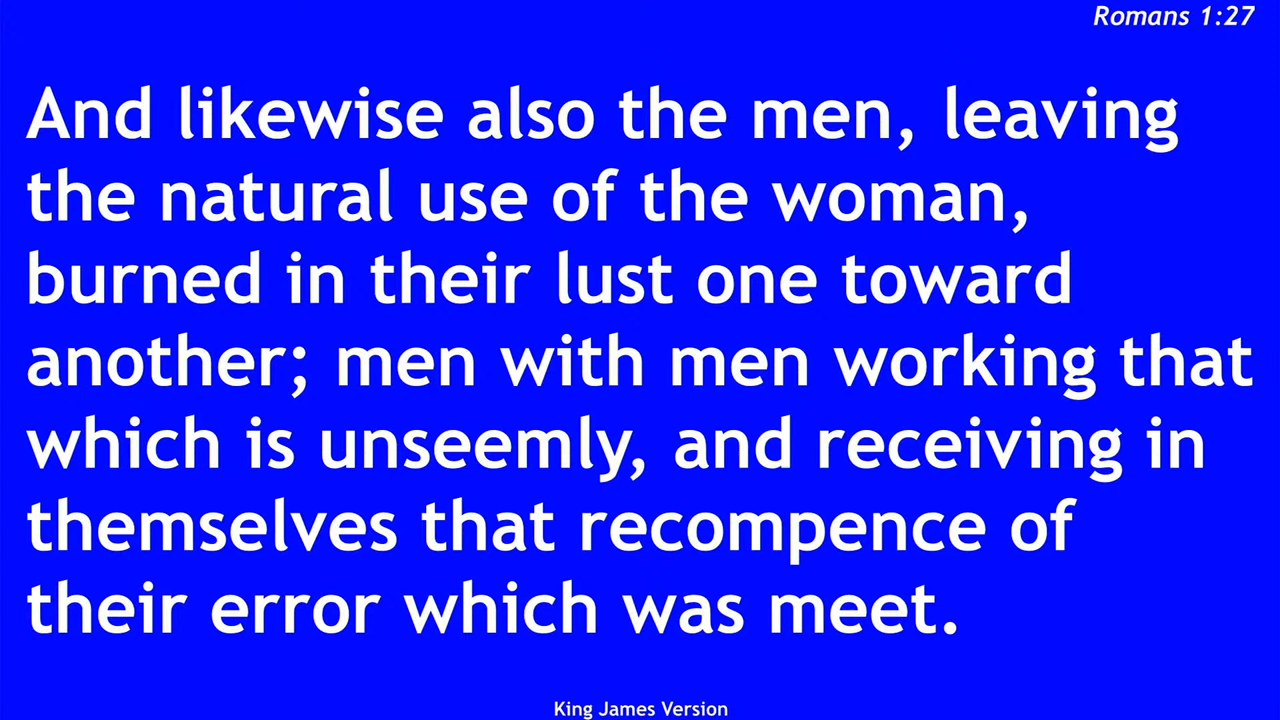 Romans 1:27
And likewise also the men, leaving
the natural use of the woman,
burned in their lust one toward
another; men with men working that
which is unseemly, and receiving in
themselves that recompence of
their error which was meet.
King James Version